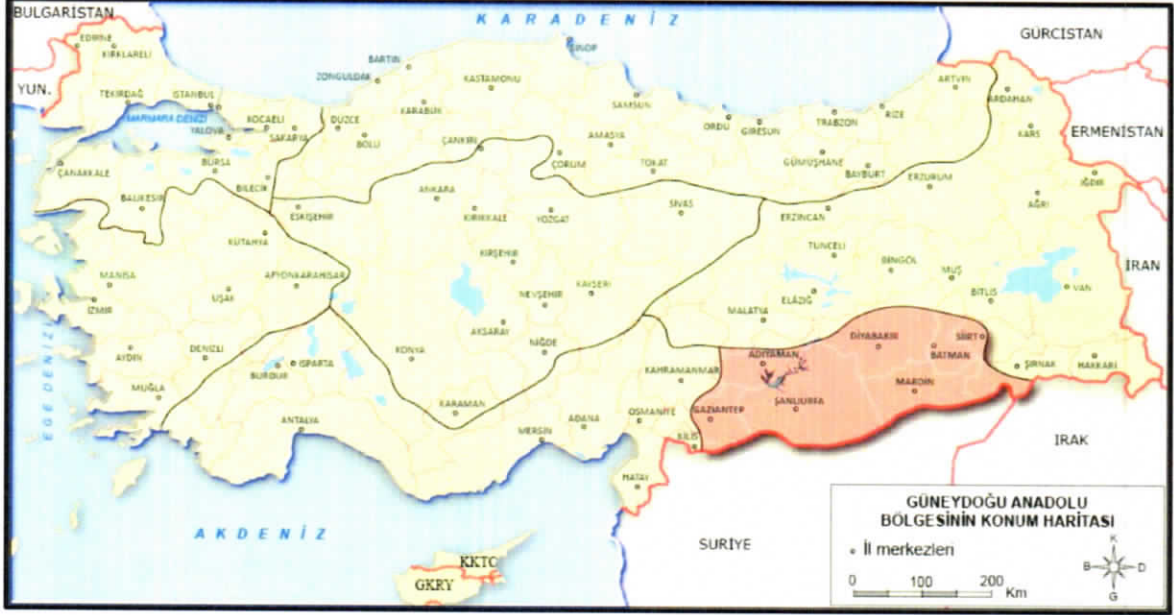 BULGARİSTAN
KARADENİZ
GÜRCİSTAN
EDİRNE
KIRKLARELİ
SİNOP
BARTIN
ZONGULDAK
KASTAMONU
ARTVİN
YUN.
TEKİRDAĞ
İSTANBUL
KARABÜK
SAMSUN
ARDAHAN
MARMARA DENİZİ
KOCAELİ
DÜZCE
ORDU
GİRESUN
TRABZON
RİZE
KARS
ERMENİSTAN
YALOVA
SAKARYA
BOLU
ÇANKIRI
AMASYA
ÇANAKKALE
BURSA
ÇORUM
TOKAT
GÜMÜŞHANE
BAYBURT
BİLECİK
ERZURUM
IĞDIR
BALIKESİR
ANKARA
ESKİŞEHİR
KIRIKKALE
YOZGAT
SİVAS
ERZİNCAN
AĞRI
KÜTAHYA
TUNCELİ
KIRŞEHİR
BİNGÖL
MUŞ
İRAN
MANİSA
AFYONKARAHİSAR
UŞAK
NEVŞEHİR
KAYSERİ
ELAZIĞ
BİTLİS
VAN
İZMİR
MALATYA
AKSARAY
EGE DENİZİ
AYDIN
DENİZLİ
KONYA
NİĞDE
DİYABAKIR
SİİRT
BATMAN
ADIYAMAN
ISPARTA
BURDUR
KAHRAMANMAR
ŞIRNAK
HAKKARİ
MUĞLA
MARDİN
KARAMAN
GAZİANTEP
ŞANLIURFA
ANTALYA
ADANA
OSMANİYE
MERSİN
KİLİS
IRAK
HATAY
AKDENİZ
SURİYE
KKTC
GKRY
GÜNEYDOĞU ANADOLU
BÖLGESİNİN KONUM HARİTASI
İl merkezleri
K
B D
G
0 100 200
Km